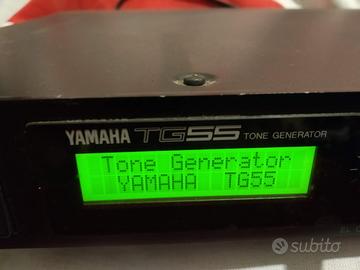 YAMAHA TG55 TONE GENERATOR
Tone Generator
YAMAHA TG55
subito